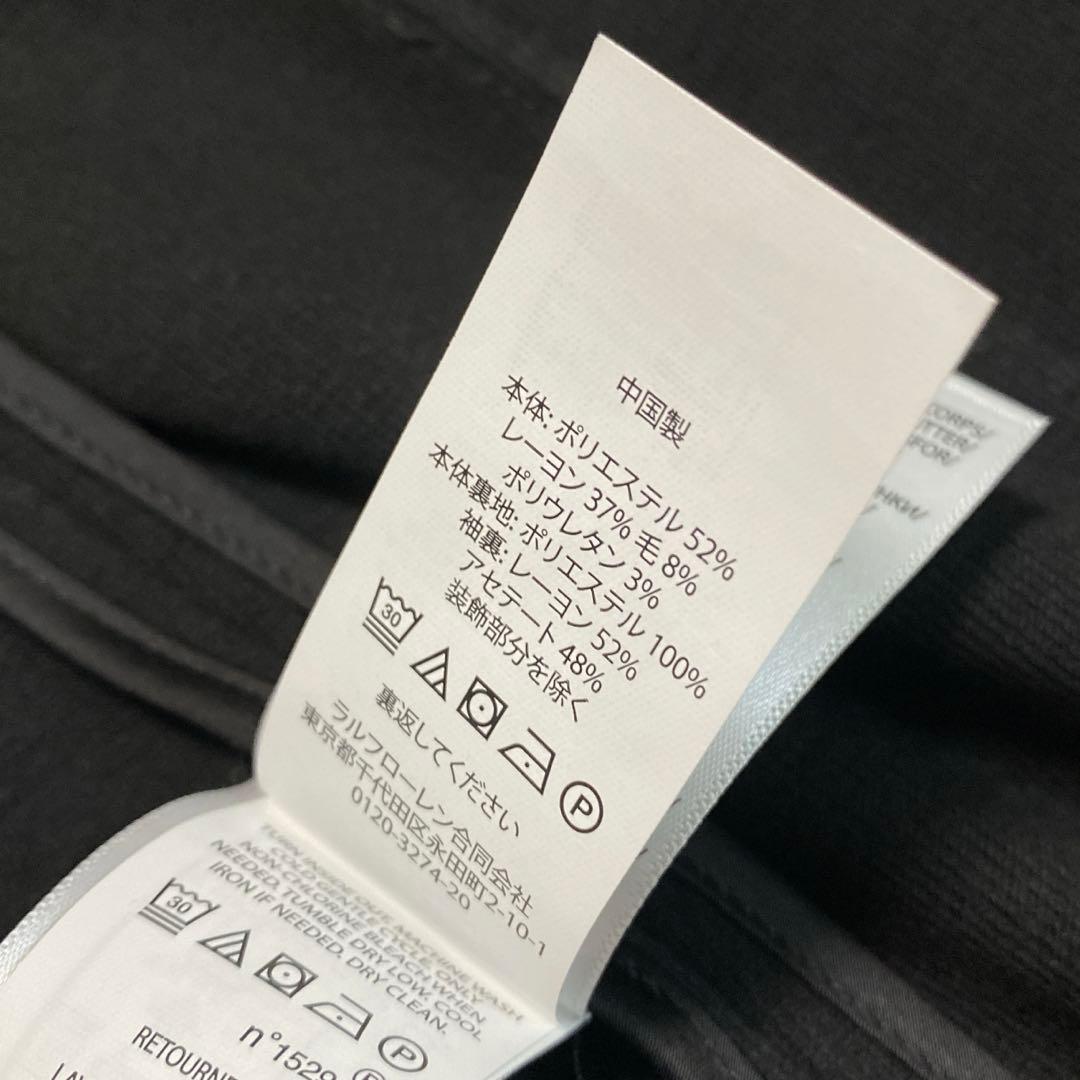 中国製
本体: ポリエステル 52%
レーヨン 37% 毛 8%
ポリウレタン 3%
本体裏地: ポリエステル 100%
袖裏: レーヨン 52%
アセテート 48%
装飾部分を除く
30
P
裏返してください
ラルフローレン合同会社
東京都千代田区永田町2-10-1
0120-3274-20
TURN INSIDE OUT. MACHINE WASH
COLD GENTLE CYCLE. ONLY
NON-CHLORINE BLEACH WHEN
NEEDED. TUMBLE DRY LOW. COOL
IRON IF NEEDED. DRY CLEAN.
30
P
n°1529
RETOURNE
CORPS/
TTER/
FOR/